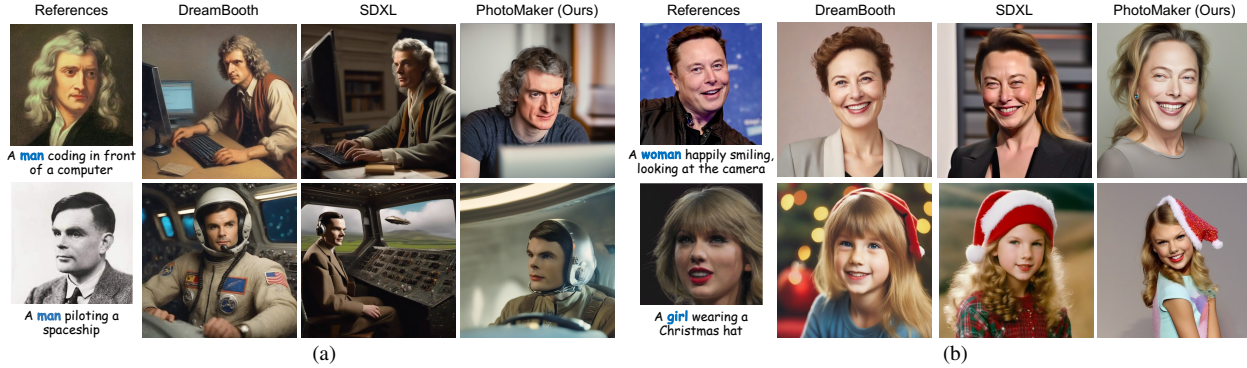 References DreamBooth SDXL PhotoMaker (Ours)
A man coding in front
of a computer
A man piloting a
spaceship
(a)
References DreamBooth SDXL PhotoMaker (Ours)
A woman happily smiling,
looking at the camera
A girl wearing a
Christmas hat
(b)